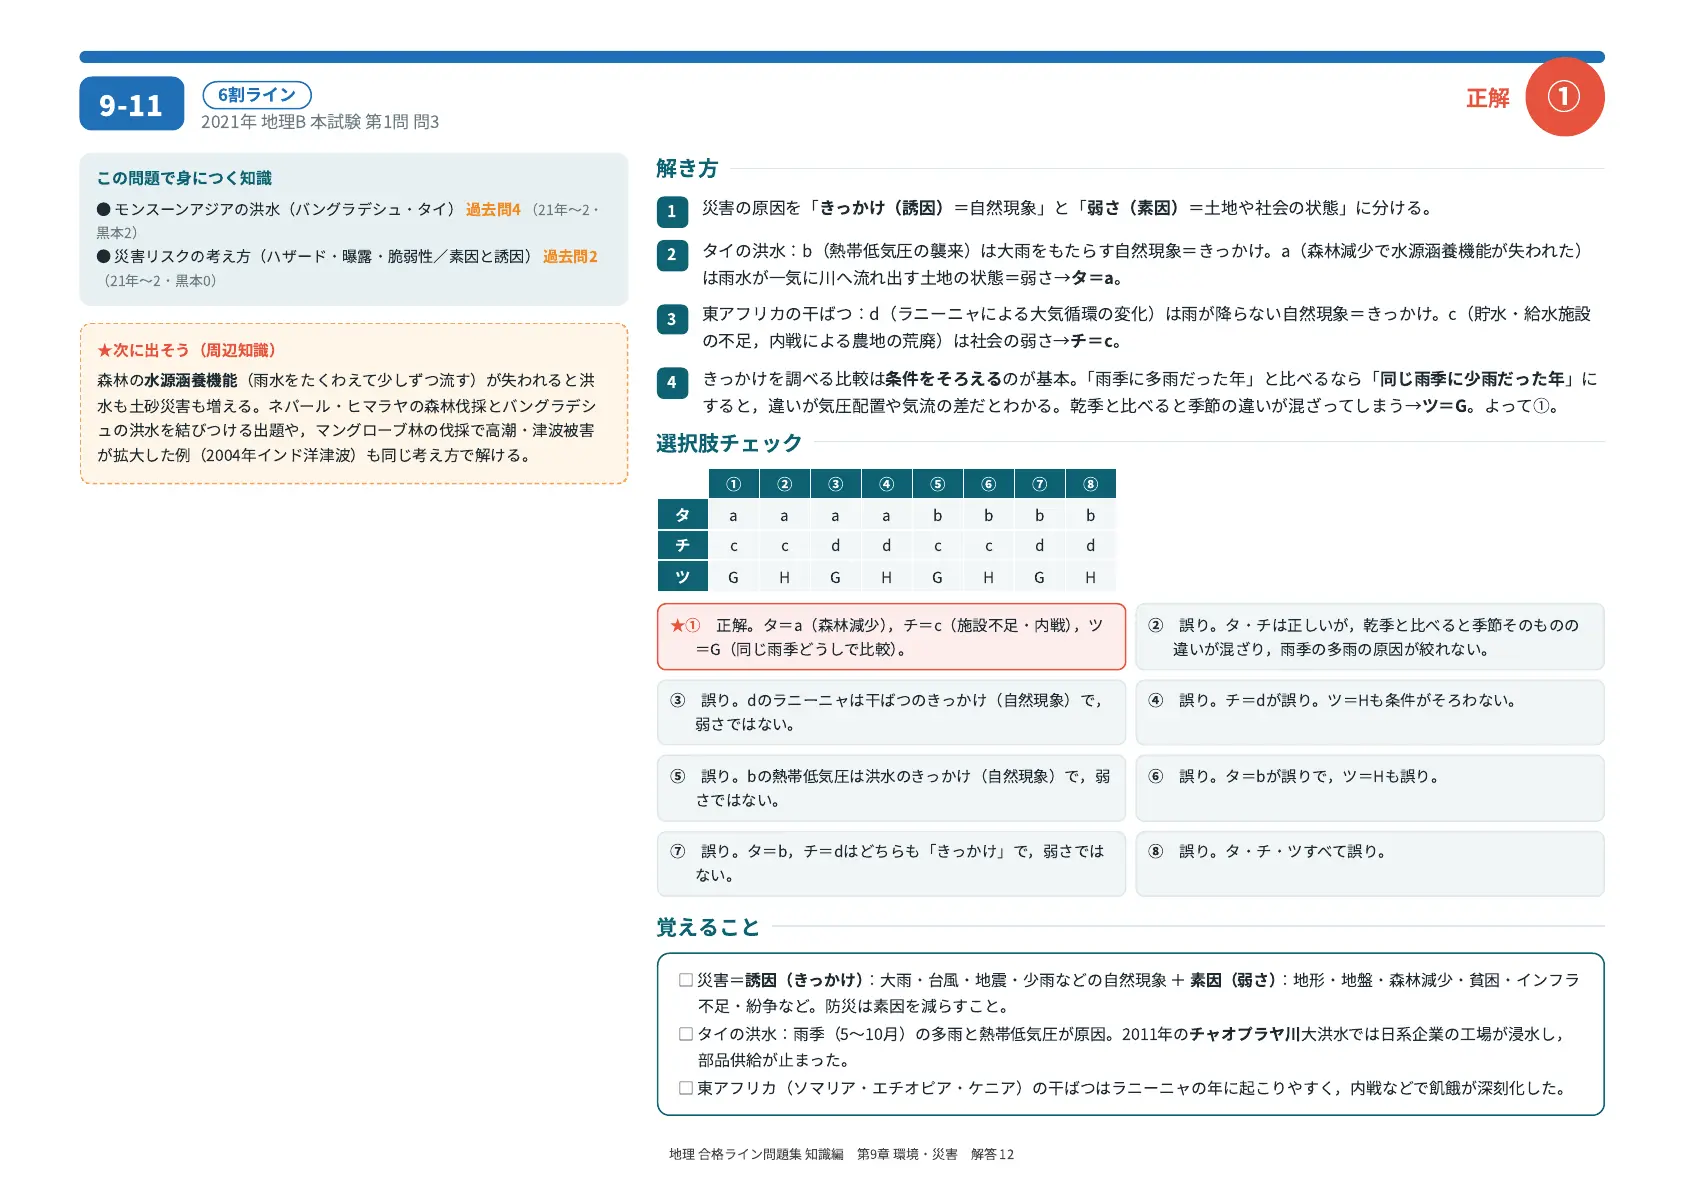 9-11
6割ライン
2021年 地理B 本試験 第1問 問3
正解 ①
この問題で身につく知識
● モンスーンアジアの洪水（バングラデシュ・タイ） 過去問4 （21年〜2・
黒本2）
● 災害リスクの考え方（ハザード・曝露・脆弱性／素因と誘因） 過去問2
（21年〜2・黒本0）
★次に出そう（周辺知識）
森林の水源涵養機能（雨水をたくわえて少しずつ流す）が失われると洪
水も土砂災害も増える。ネパール・ヒマラヤの森林伐採とバングラデシ
ュの洪水を結びつける出題や，マングローブ林の伐採で高潮・津波被害
が拡大した例（2004年インド洋津波）も同じ考え方で解ける。
解き方
1 災害の原因を「きっかけ（誘因）＝自然現象」と「弱さ（素因）＝土地や社会の状態」に分ける。
2 タイの洪水：b（熱帯低気圧の襲来）は大雨をもたらす自然現象＝きっかけ。a（森林減少で水源涵養機能が失われた）
は雨水が一気に川へ流れ出す土地の状態＝弱さ→タ＝a。
3 東アフリカの干ばつ：d（ラニーニャによる大気循環の変化）は雨が降らない自然現象＝きっかけ。c（貯水・給水施設
の不足，内戦による農地の荒廃）は社会の弱さ→チ＝c。
4 きっかけを調べる比較は条件をそろえるのが基本。「雨季に多雨だった年」と比べるなら「同じ雨季に少雨だった年」に
すると，違いが気圧配置や気流の差だとわかる。乾季と比べると季節の違いが混ざってしまう→ツ＝G。よって①。
選択肢チェック
① ② ③ ④ ⑤ ⑥ ⑦ ⑧
タ a a a a b b b b
チ c c d d c c d d
ツ G H G H G H G H
★① 正解。タ＝a（森林減少），チ＝c（施設不足・内戦），ツ
＝G（同じ雨季どうしで比較）。
② 誤り。タ・チは正しいが，乾季と比べると季節そのものの
違いが混ざり，雨季の多雨の原因が絞れない。
③ 誤り。dのラニーニャは干ばつのきっかけ（自然現象）で，
弱さではない。
④ 誤り。チ＝dが誤り。ツ＝Hも条件がそろわない。
⑤ 誤り。bの熱帯低気圧は洪水のきっかけ（自然現象）で，弱
さではない。
⑥ 誤り。タ＝bが誤りで，ツ＝Hも誤り。
⑦ 誤り。タ＝b，チ＝dはどちらも「きっかけ」で，弱さでは
ない。
⑧ 誤り。タ・チ・ツすべて誤り。
覚えること
□ 災害＝誘因（きっかけ）：大雨・台風・地震・少雨などの自然現象 ＋ 素因（弱さ）：地形・地盤・森林減少・貧困・インフラ
不足・紛争など。防災は素因を減らすこと。
□ タイの洪水：雨季（5〜10月）の多雨と熱帯低気圧が原因。2011年のチャオプラヤ川大洪水では日系企業の工場が浸水し，
部品供給が止まった。
□ 東アフリカ（ソマリア・エチオピア・ケニア）の干ばつはラニーニャの年に起こりやすく，内戦などで飢餓が深刻化した。
地理 合格ライン問題集 知識編 第9章 環境・災害 解答12